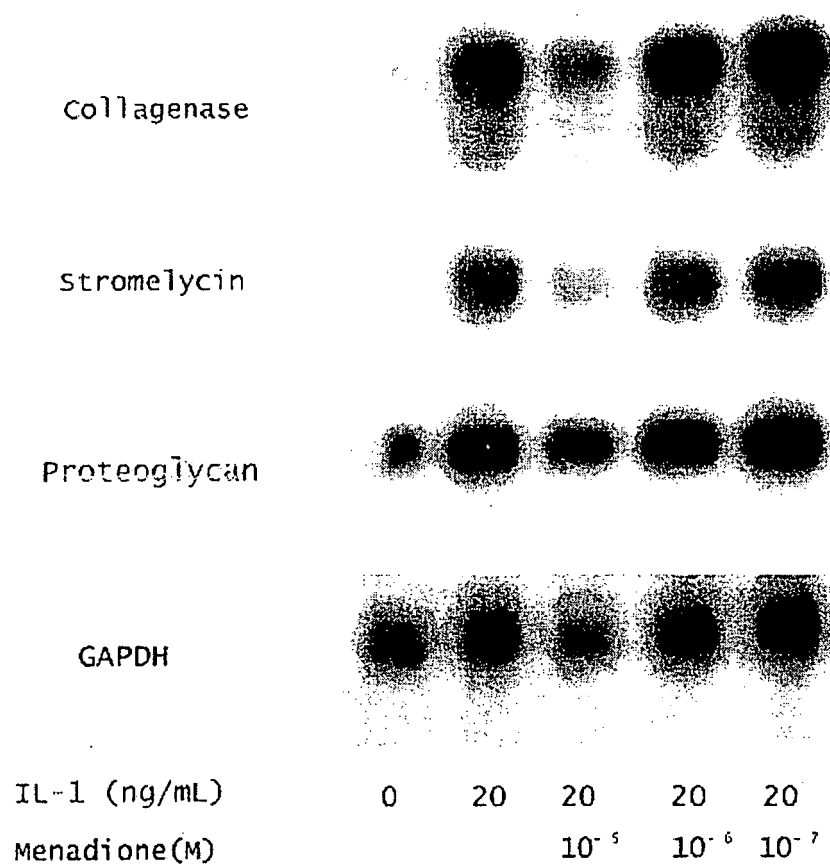 Collagenase
Stromelycin
Proteoglycan
GAPDH
IL-1 (ng/mL) 0 20 20 20 20
Menadione(M) 10⁻⁵ 10⁻⁶ 10⁻⁷